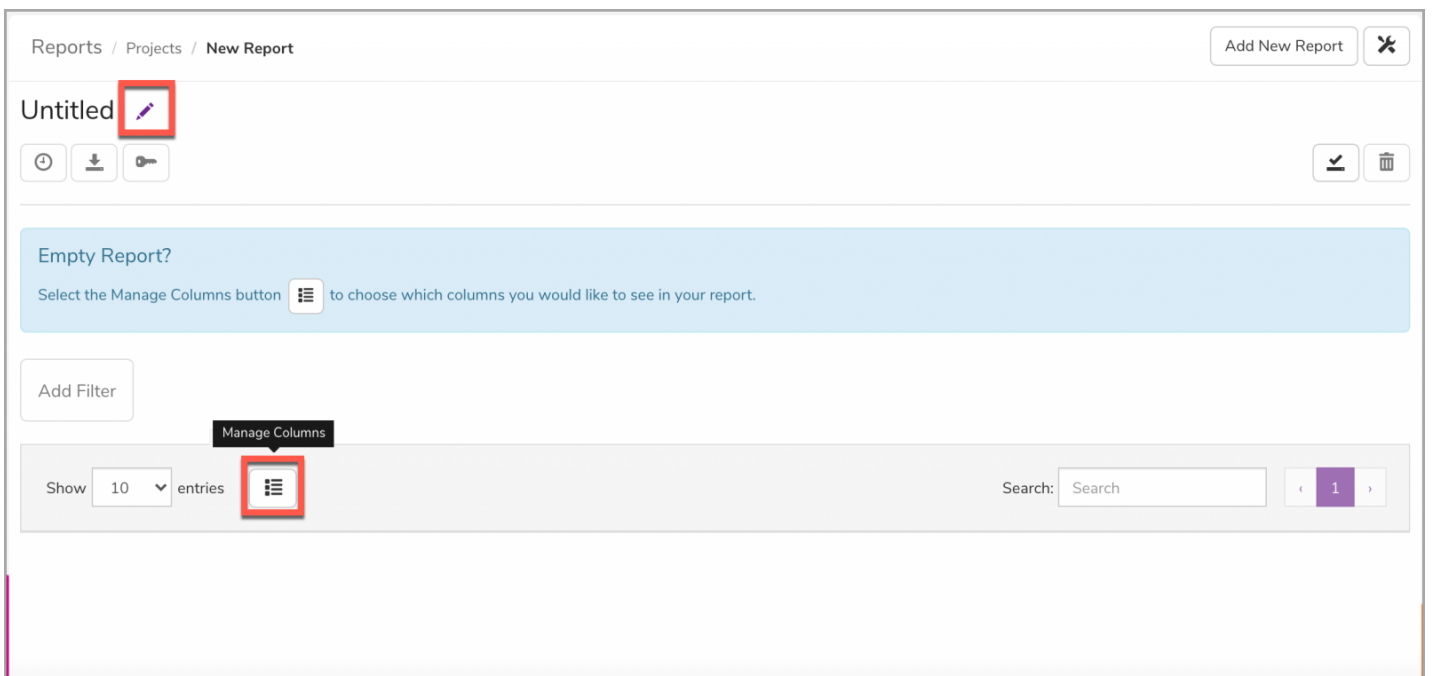 Reports / Projects / New Report
Add New Report
Untitled
Empty Report?
Select the Manage Columns button to choose which columns you would like to see in your report.
Add Filter
Manage Columns
Show 10 entries
Search: Search
‹ 1 ›